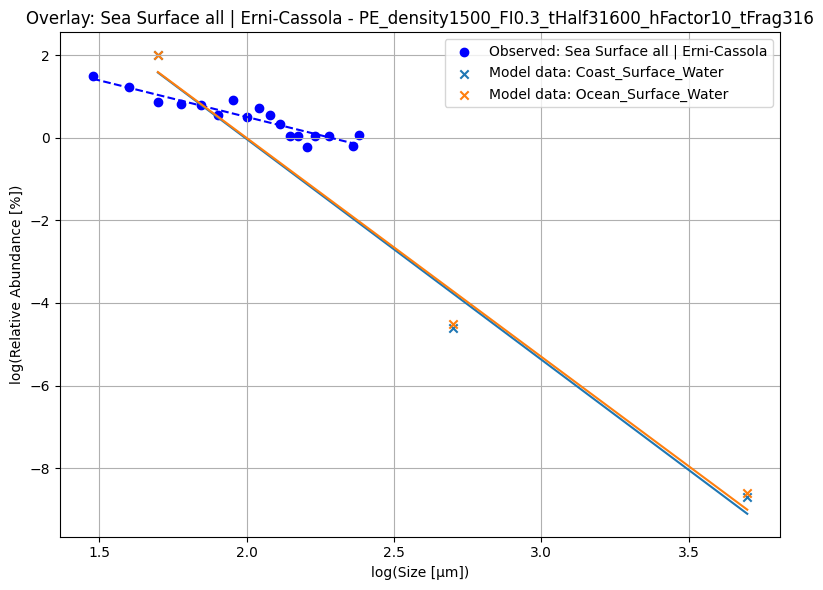 Overlay: Sea Surface all | Erni-Cassola - PE_density1500_FI0.3_tHalf31600_hFactor10_tFrag316
Observed: Sea Surface all | Erni-Cassola
Model data: Coast_Surface_Water
Model data: Ocean_Surface_Water
log(Relative Abundance [%])
2
0
−2
−4
−6
−8
1.5
2.0
2.5
3.0
3.5
log(Size [μm])